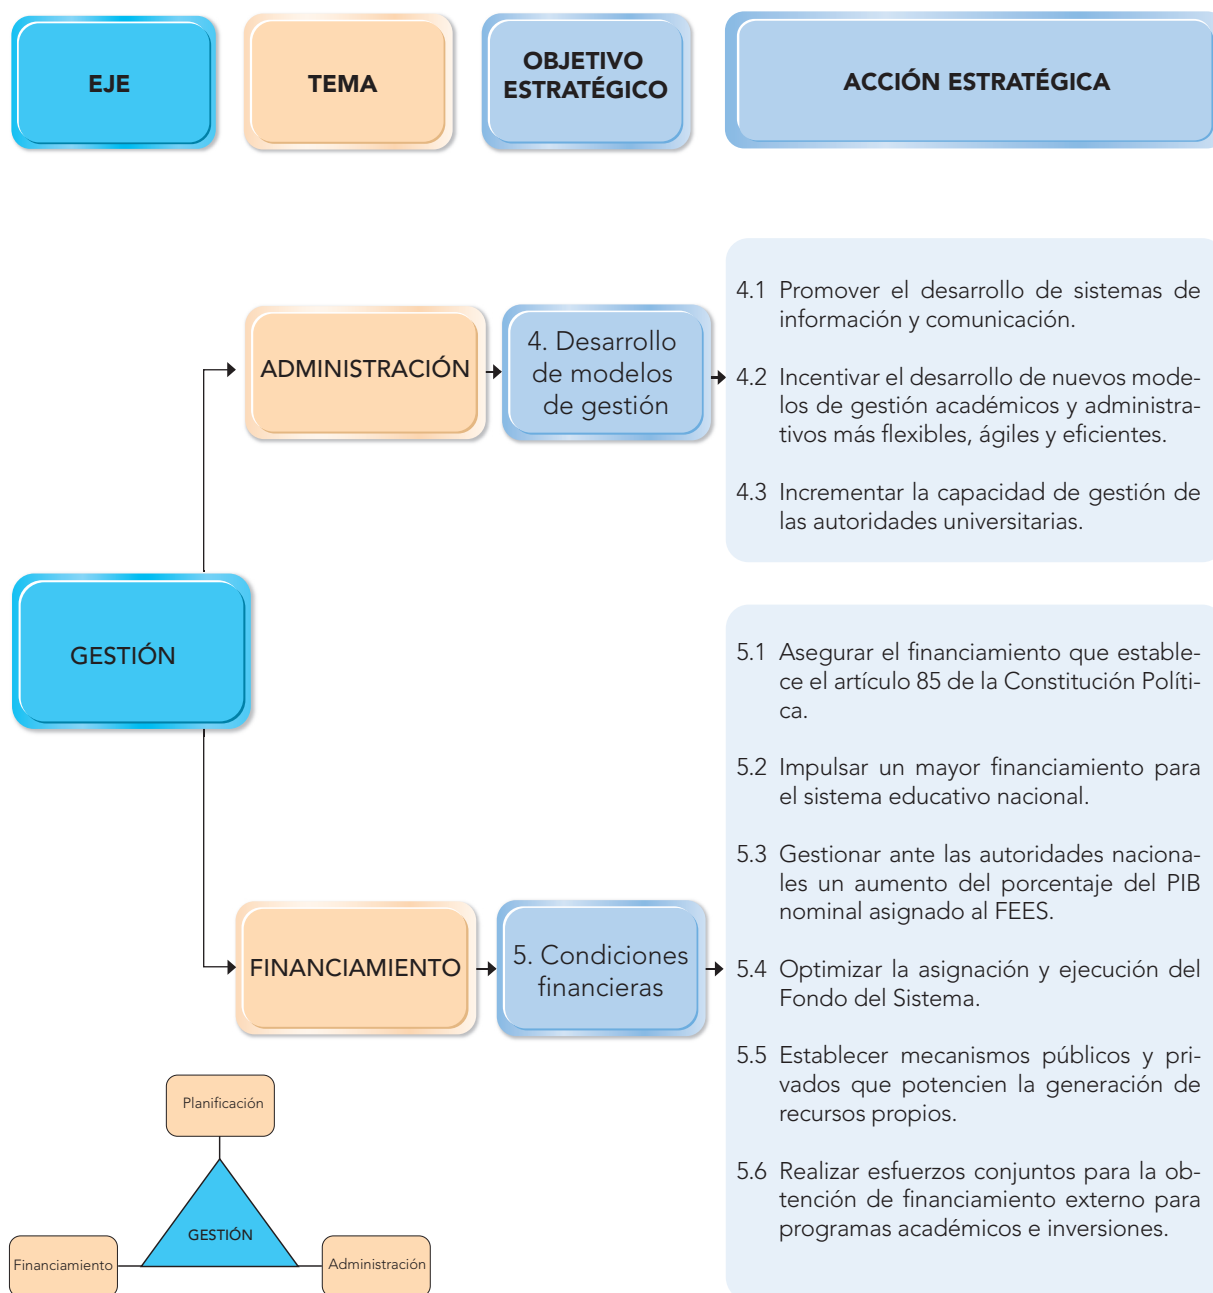 EJE
TEMA
OBJETIVO
ESTRATÉGICO
ACCIÓN ESTRATÉGICA
ADMINISTRACIÓN
4. Desarrollo
de modelos
de gestión
4.1 Promover el desarrollo de sistemas de
información y comunicación.
4.2 Incentivar el desarrollo de nuevos mode-
los de gestión académicos y administra-
tivos más flexibles, ágiles y eficientes.
4.3 Incrementar la capacidad de gestión de
las autoridades universitarias.
GESTIÓN
FINANCIAMIENTO
5. Condiciones
financieras
5.1 Asegurar el financiamiento que estable-
ce el artículo 85 de la Constitución Políti-
ca.
5.2 Impulsar un mayor financiamiento para
el sistema educativo nacional.
5.3 Gestionar ante las autoridades naciona-
les un aumento del porcentaje del PIB
nominal asignado al FEES.
5.4 Optimizar la asignación y ejecución del
Fondo del Sistema.
5.5 Establecer mecanismos públicos y pri-
vados que potencien la generación de
recursos propios.
5.6 Realizar esfuerzos conjuntos para la ob-
tención de financiamiento externo para
programas académicos e inversiones.
Planificación
GESTIÓN
Financiamiento
Administración